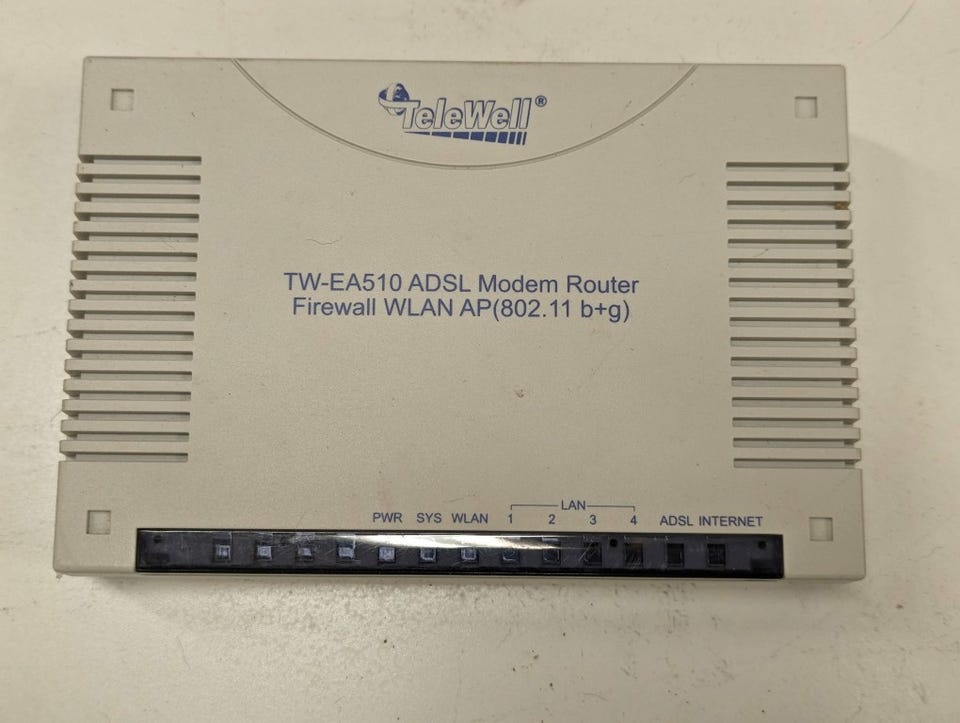 TeleWell®
TW-EA510 ADSL Modem Router
Firewall WLAN AP(802.11 b+g)
LAN
PWR SYS WLAN 1 2 3 4 ADSL INTERNET